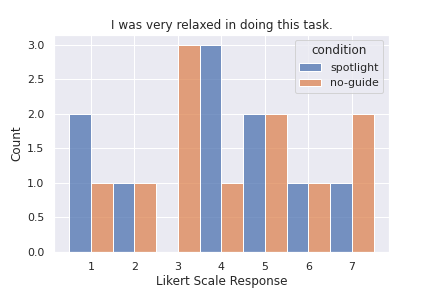 I was very relaxed in doing this task.
condition
spotlight
no-guide
3.0
2.5
2.0
1.5
1.0
0.5
0.0
Count
1 2 3 4 5 6 7
Likert Scale Response